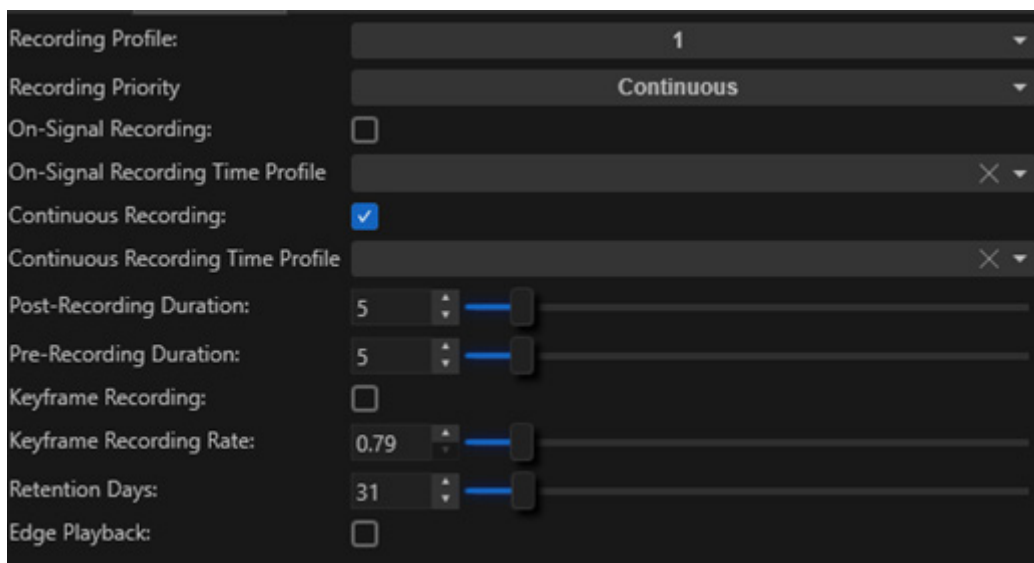 Recording Profile: 1
Recording Priority Continuous
On-Signal Recording:
On-Signal Recording Time Profile
Continuous Recording:
Continuous Recording Time Profile
Post-Recording Duration: 5
Pre-Recording Duration: 5
Keyframe Recording:
Keyframe Recording Rate: 0.79
Retention Days: 31
Edge Playback: